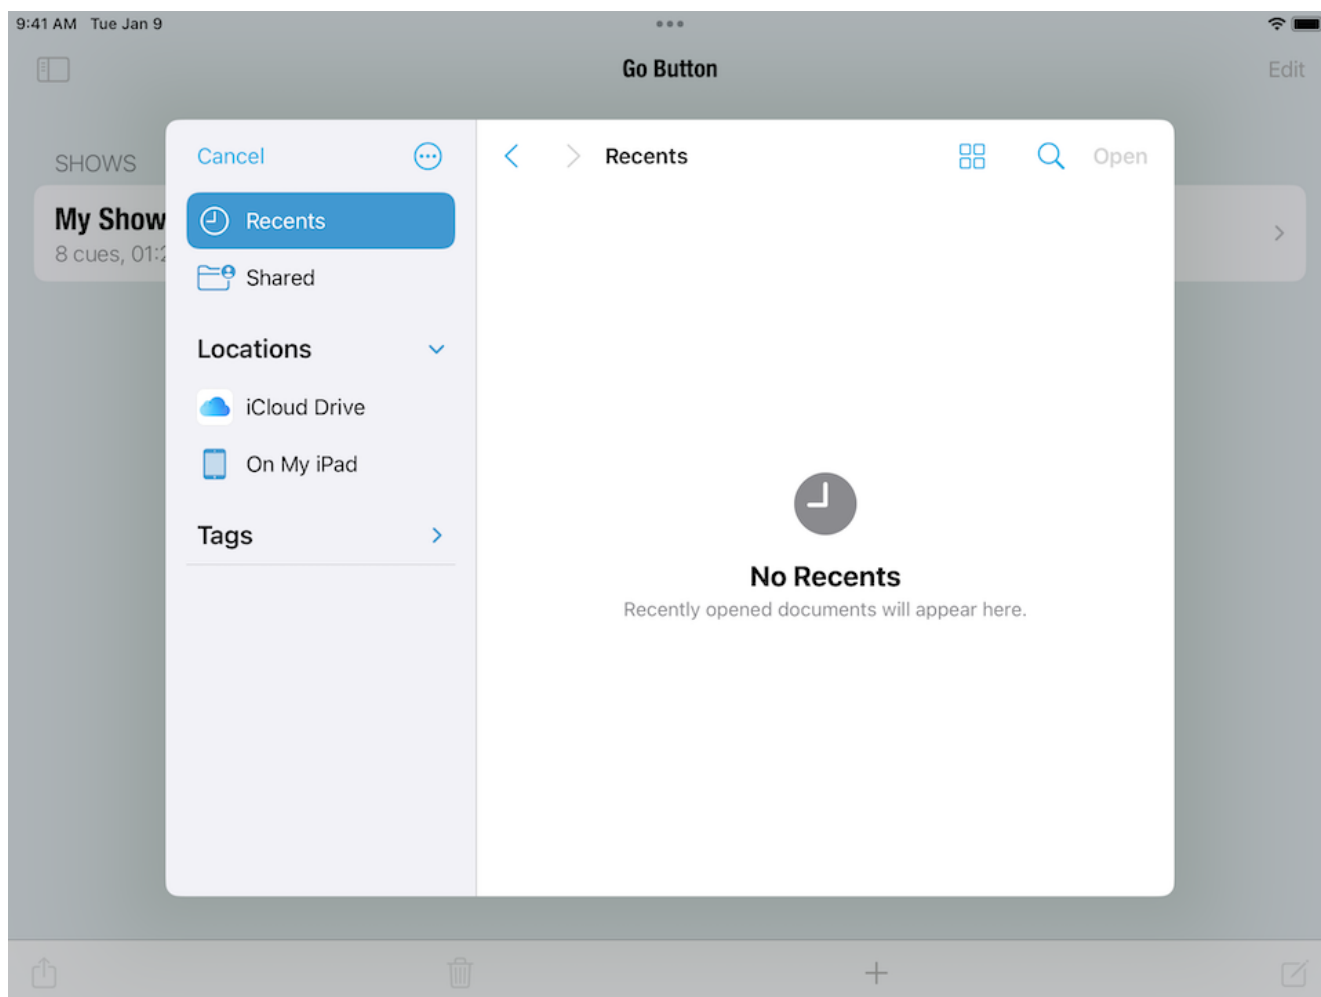 9:41 AM Tue Jan 9
Go Button
Edit
SHOWS
My Show
8 cues, 01:2
Cancel
Recents
Shared
Locations
iCloud Drive
On My iPad
Tags
Recents
Open
No Recents
Recently opened documents will appear here.